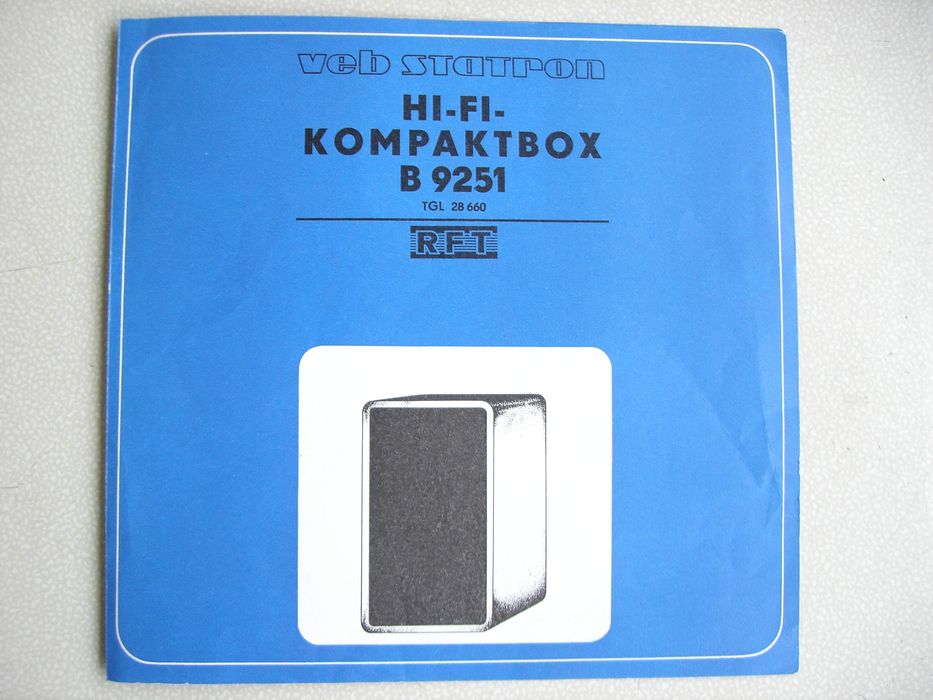 veb statron
HI-FI-
KOMPAKTBOX
B 9251
TGL 28 660
RFT